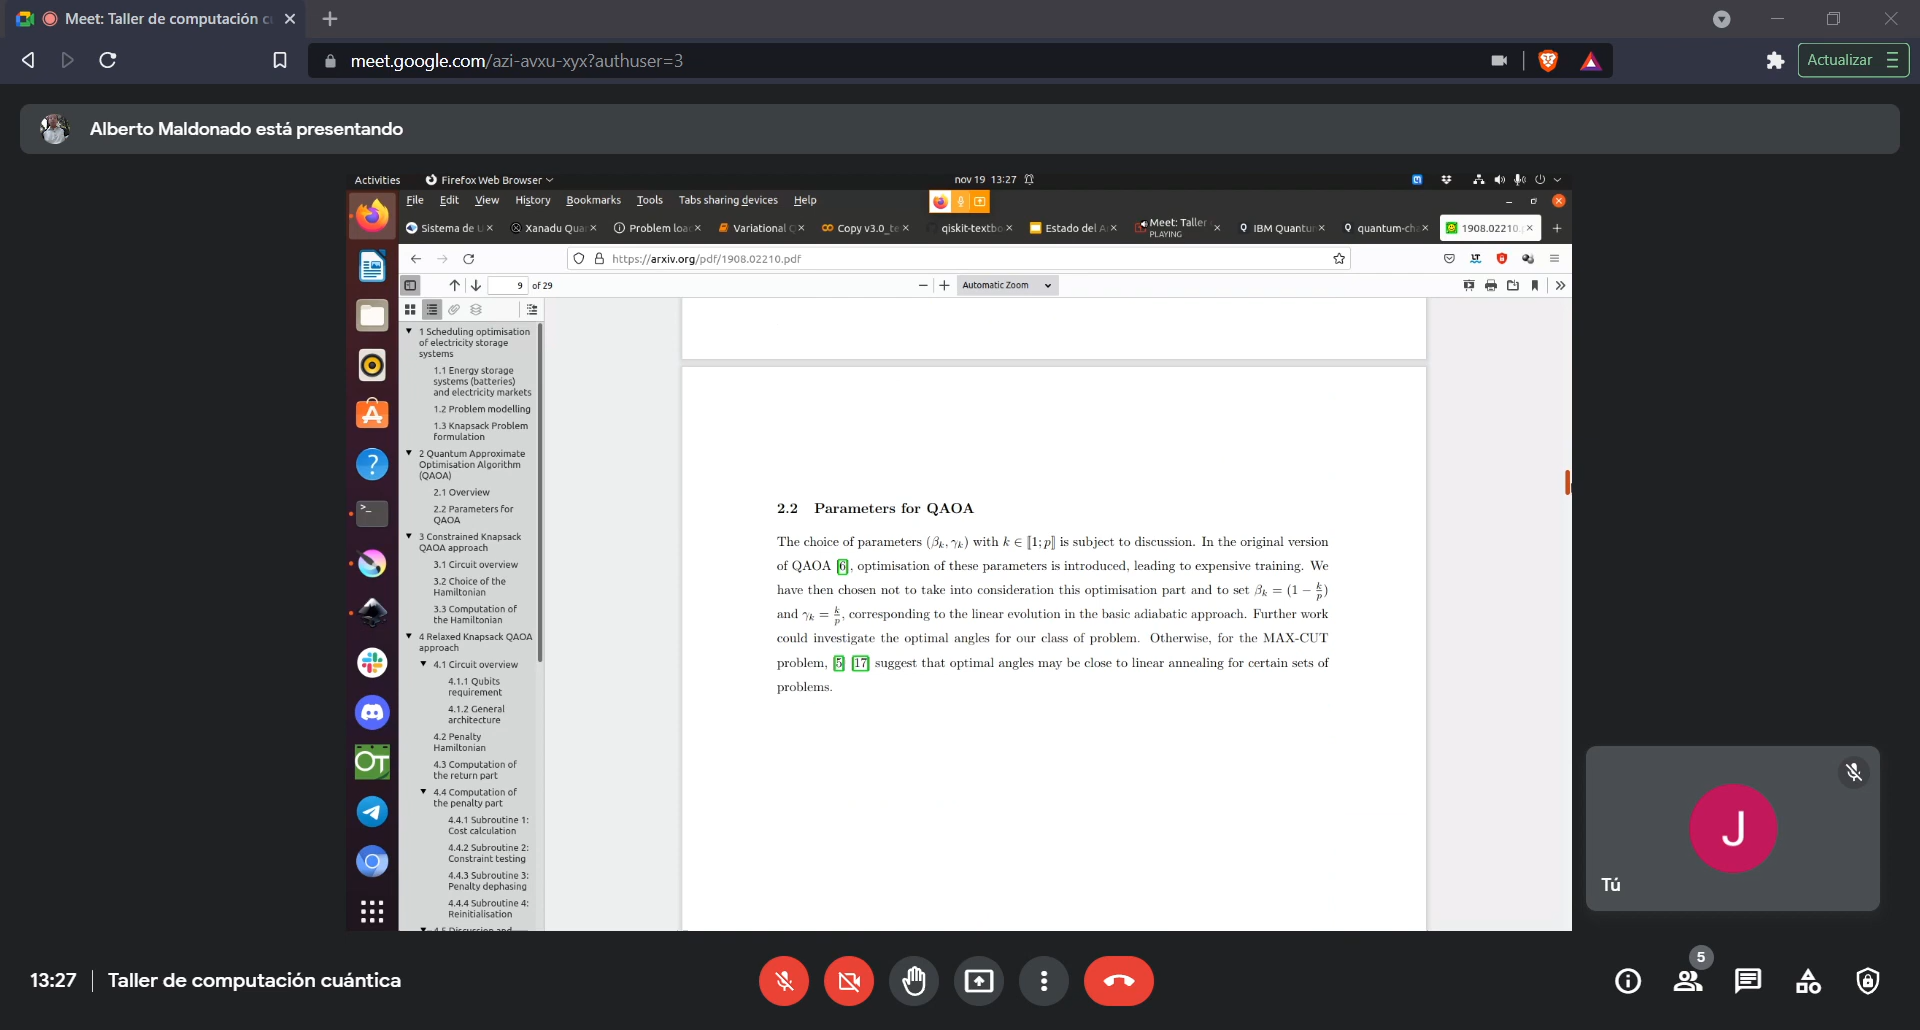 Meet: Taller de computación c
meet.google.com/azi-avxu-xyx?authuser=3
Actualizar
Alberto Maldonado está presentando
Activities
Firefox Web Browser
nov 19 13:27
File Edit View History Bookmarks Tools Tabs sharing devices Help
Sistema de U
Xanadu Qua
Problem loa
Variational
Copy v3.0_te
qiskit-textbo
Estado del A
Meet: Taller
PLAYING
IBM Quantu
quantum-ch
1908.02210.
https://arxiv.org/pdf/1908.02210.pdf
9 of 29
Automatic Zoom
1 Scheduling optimisation
of electricity storage
systems
1.1 Energy storage
systems (batteries)
and electricity markets
1.2 Problem modelling
1.3 Knapsack Problem
formulation
2 Quantum Approximate
Optimisation Algorithm
(QAOA)
2.1 Overview
2.2 Parameters for
QAOA
3 Constrained Knapsack
QAOA approach
3.1 Circuit overview
3.2 Choice of the
Hamiltonian
3.3 Computation of
the Hamiltonian
4 Relaxed Knapsack QAOA
approach
4.1 Circuit overview
4.1.1 Qubits
requirement
4.1.2 General
architecture
4.2 Penalty
Hamiltonian
4.3 Computation of
the return part
4.4 Computation of
the penalty part
4.4.1 Subroutine 1:
Cost calculation
4.4.2 Subroutine 2:
Constraint testing
4.4.3 Subroutine 3:
Penalty dephasing
4.4.4 Subroutine 4:
Reinitialisation
4.5 Discussion and
2.2 Parameters for QAOA
The choice of parameters (βk, γk) with k ∈ ⟦1; p⟧ is subject to discussion. In the original version
of QAOA [6], optimisation of these parameters is introduced, leading to expensive training. We
have then chosen not to take into consideration this optimisation part and to set βk = (1 − k/p)
and γk = k/p, corresponding to the linear evolution in the basic adiabatic approach. Further work
could investigate the optimal angles for our class of problem. Otherwise, for the MAX-CUT
problem, [5] [17] suggest that optimal angles may be close to linear annealing for certain sets of
problems.
J
Tú
13:27 | Taller de computación cuántica
5